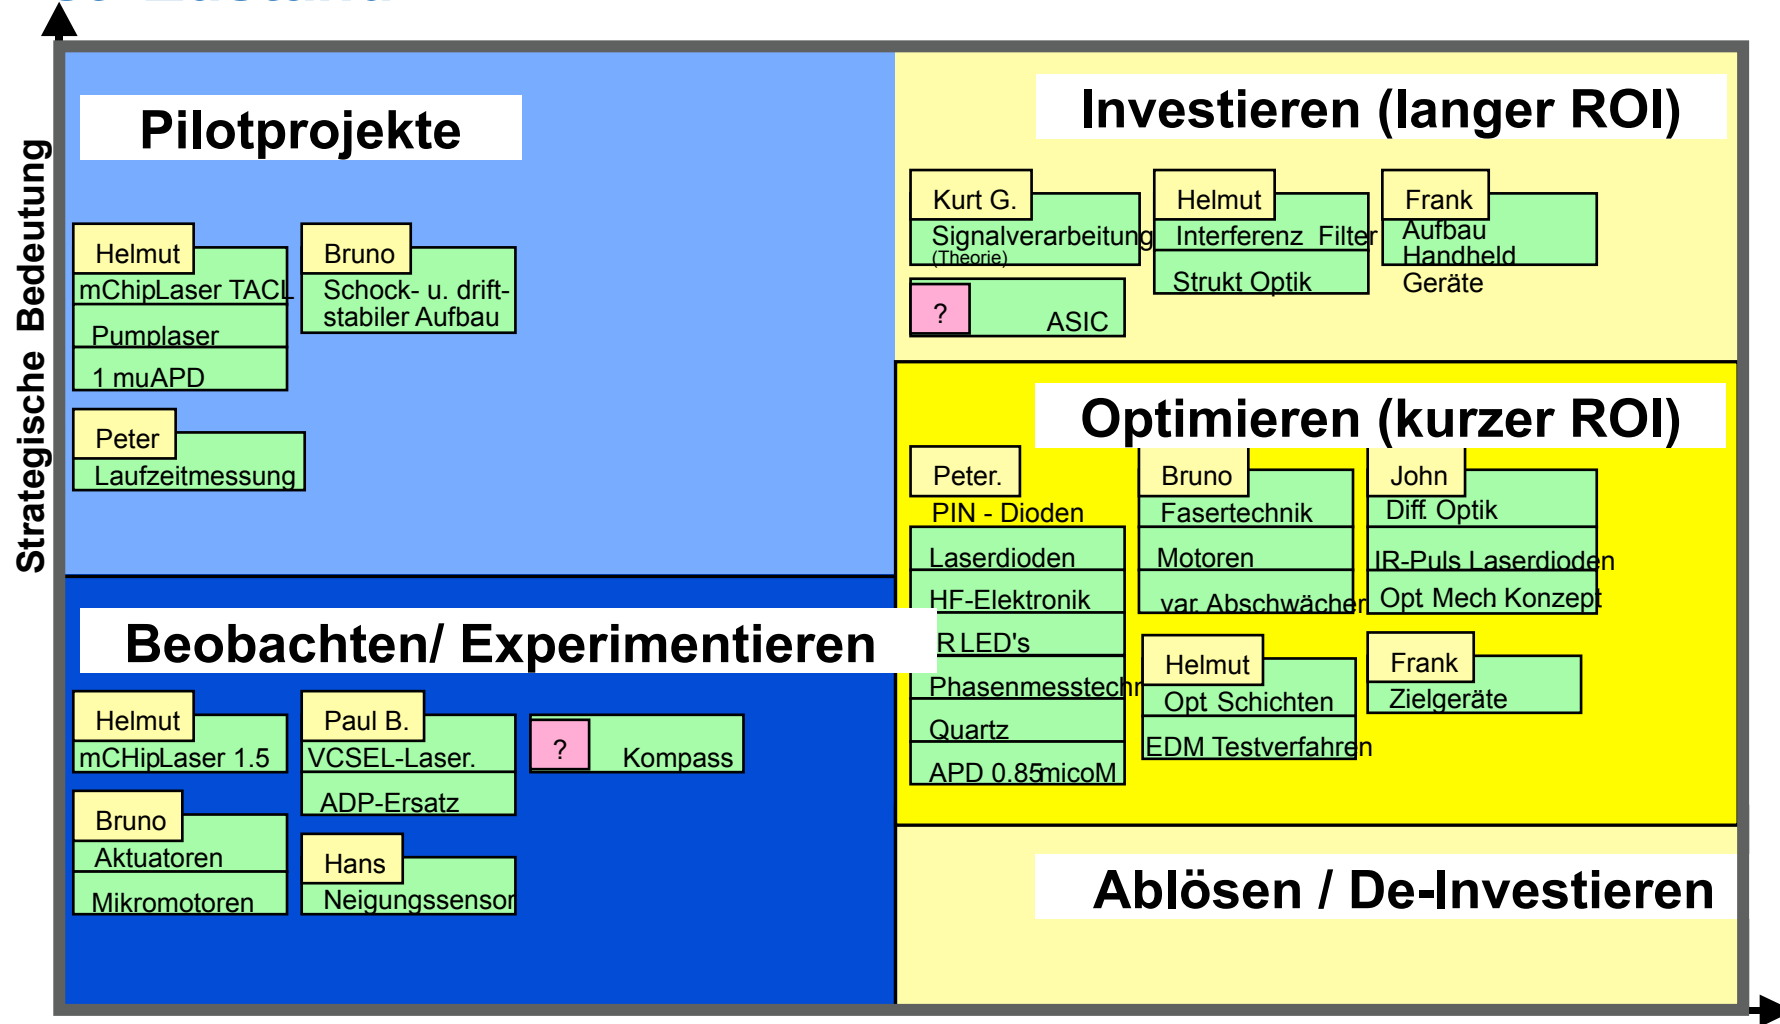 Zustand
Strategische Bedeutung
Pilotprojekte
Helmut
mChipLaser TACL
Pumplaser
1 muAPD
Bruno
Schock- u. drift-
stabiler Aufbau
Peter
Laufzeitmessung
Investieren (langer ROI)
Kurt G.
Signalverarbeitung
(Theorie)
Helmut
Interferenz Filter
Strukt Optik
Frank
Aufbau
Handheld
Geräte
?
ASIC
Optimieren (kurzer ROI)
Peter.
PIN - Dioden
Laserdioden
HF-Elektronik
R LED's
Phasenmesstechn
Quartz
APD 0.85micoM
Bruno
Fasertechnik
Motoren
var. Abschwächer
John
Diff. Optik
IR-Puls Laserdioden
Opt. Mech. Konzept
Helmut
Opt. Schichten
EDM Testverfahren
Frank
Zielgeräte
Beobachten/ Experimentieren
Helmut
mCHipLaser 1.5
Paul B.
VCSEL-Laser.
ADP-Ersatz
?
Kompass
Bruno
Aktuatoren
Mikromotoren
Hans
Neigungssensor
Ablösen / De-Investieren